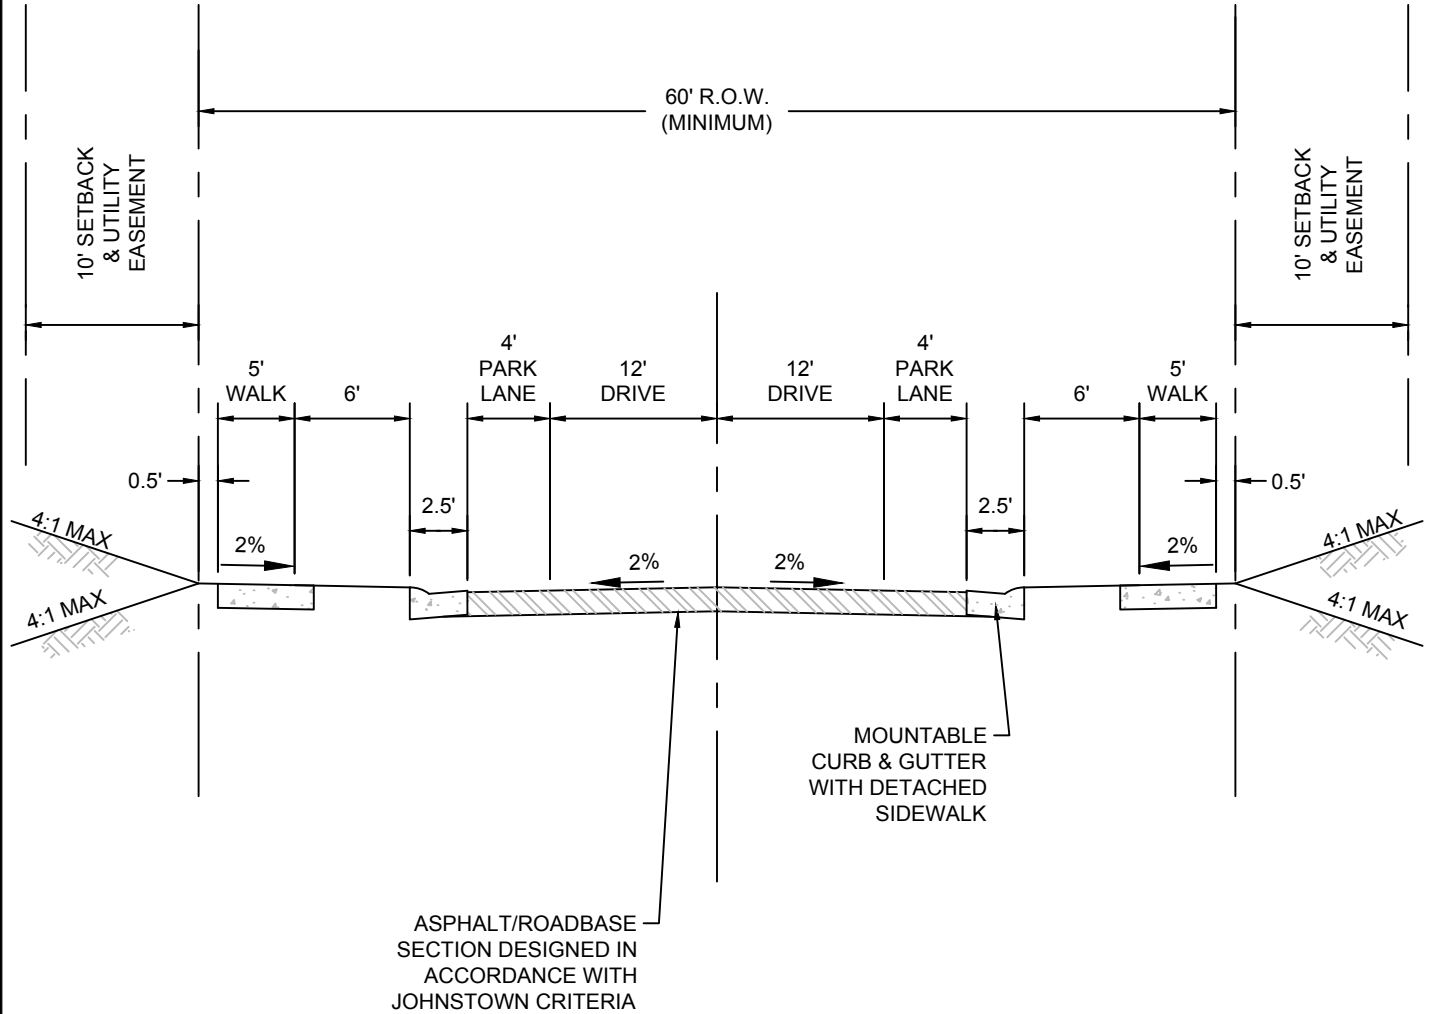 60' R.O.W.
(MINIMUM)
10' SETBACK
& UTILITY
EASEMENT
10' SETBACK
& UTILITY
EASEMENT
5'
WALK
6'
4'
PARK
LANE
12'
DRIVE
12'
DRIVE
4'
PARK
LANE
6'
5'
WALK
0.5'
2.5'
2.5'
0.5'
4:1 MAX
2%
2%
2%
2%
4:1 MAX
4:1 MAX
4:1 MAX
MOUNTABLE
CURB & GUTTER
WITH DETACHED
SIDEWALK
ASPHALT/ROADBASE
SECTION DESIGNED IN
ACCORDANCE WITH
JOHNSTOWN CRITERIA